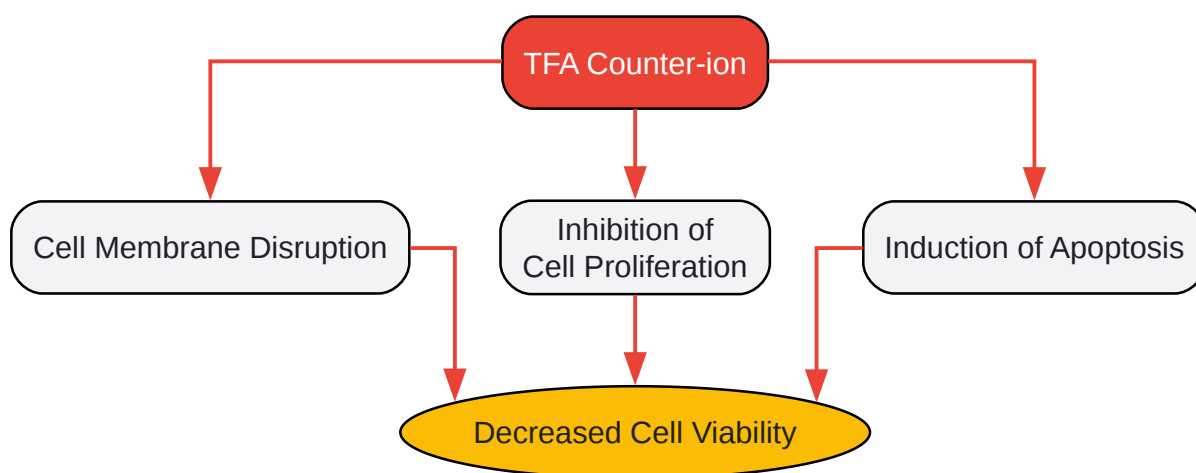 TFA Counter-ion
Cell Membrane Disruption
Inhibition of
Cell Proliferation
Induction of Apoptosis
Decreased Cell Viability